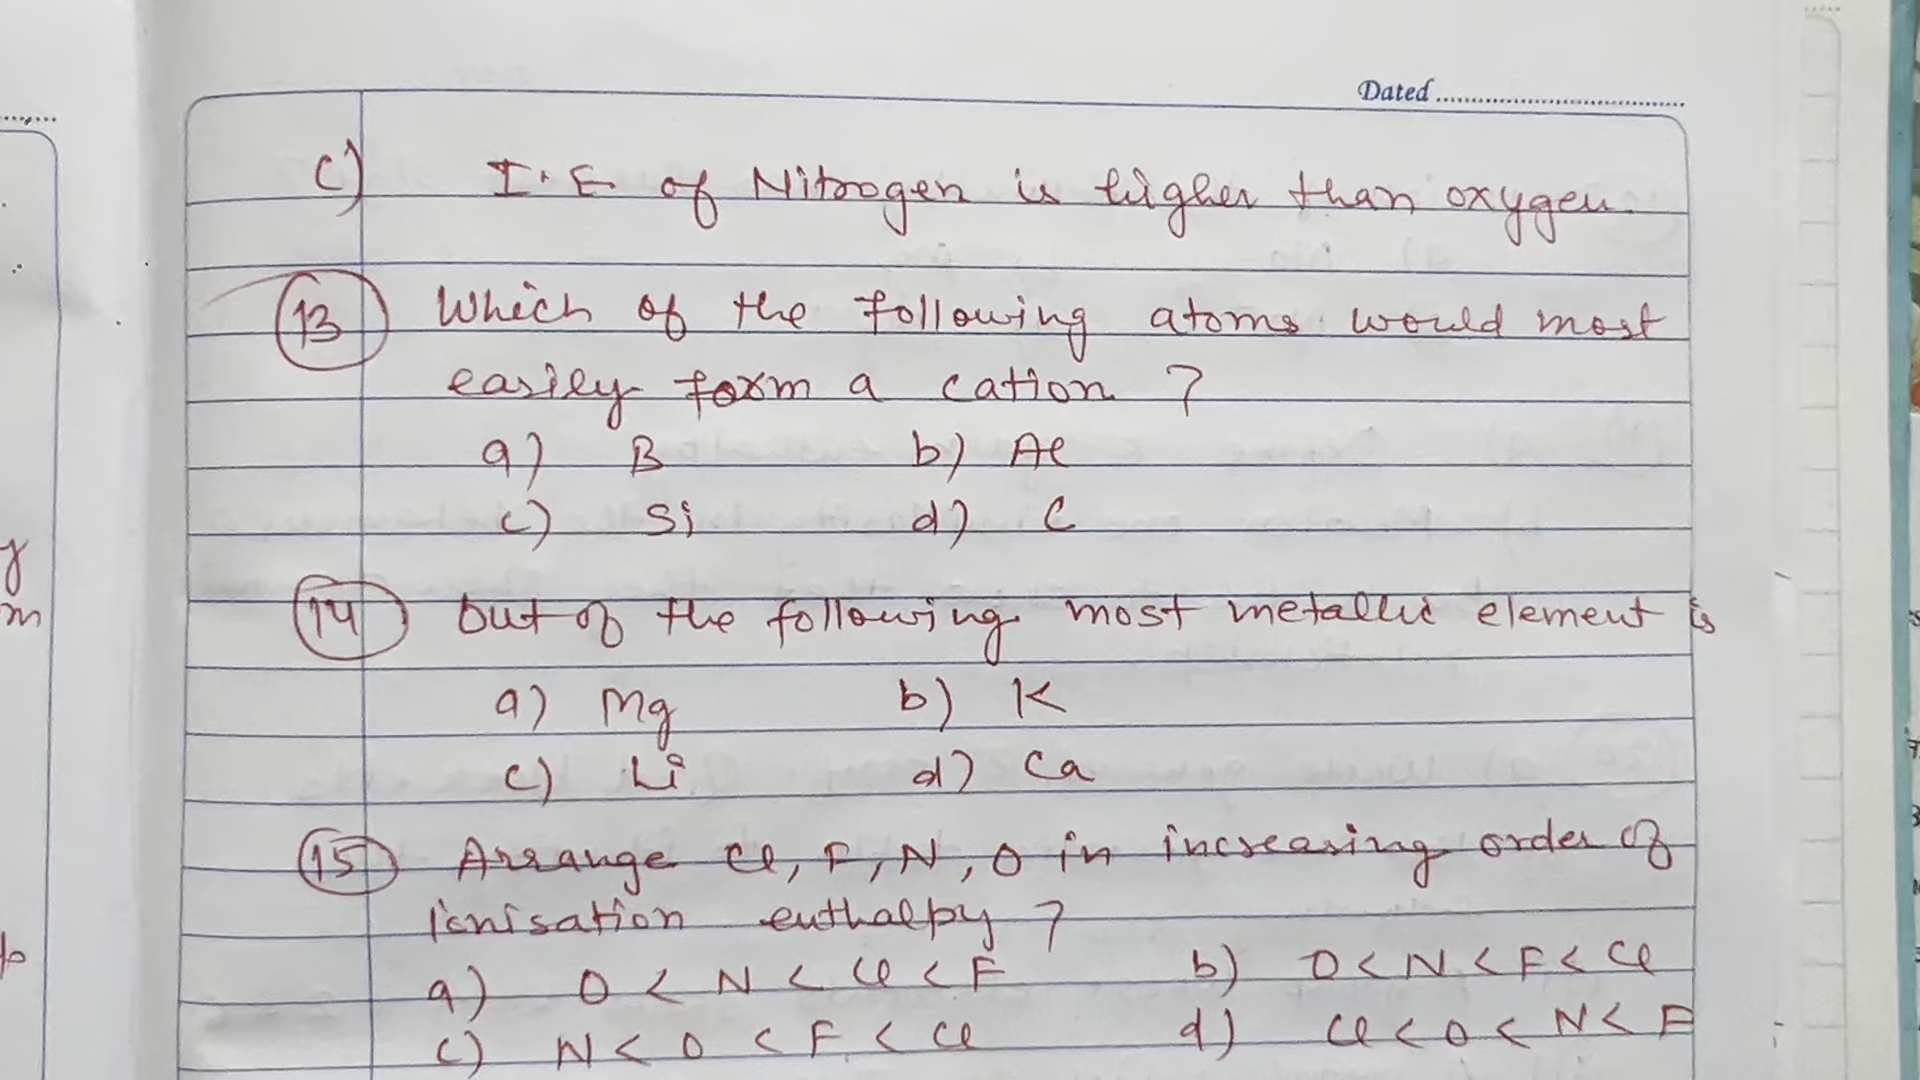 Dated
C) I.E of Nitrogen is higher than oxygen.
13 Which of the following atoms would most
easily form a cation ?
a) B b) Al
c) Si d) C
14 Out of the following most metallic element is
a) Mg b) K
c) Li d) Ca
15 Arrange Cl, F, N, O in increasing order of
ionisation enthalpy ?
a) O < N < Cl < F b) O < N < F < Cl
c) N < O < F < Cl d) Cl < O < N < F
y
m